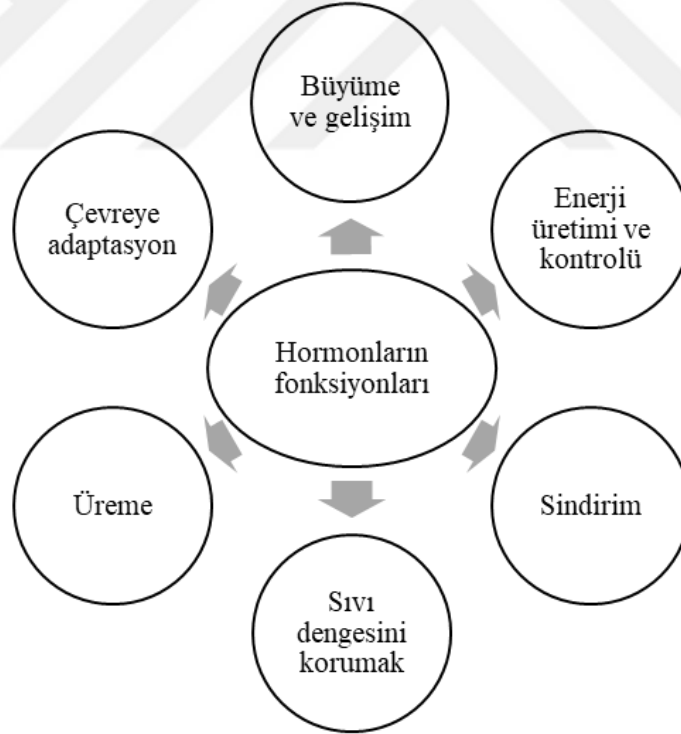 Büyüme
ve gelişim
Çevreye
adaptasyon
Enerji
üretimi ve
kontrolü
Hormonların
fonksiyonları
Üreme
Sindirim
Sıvı
dengesini
korumak